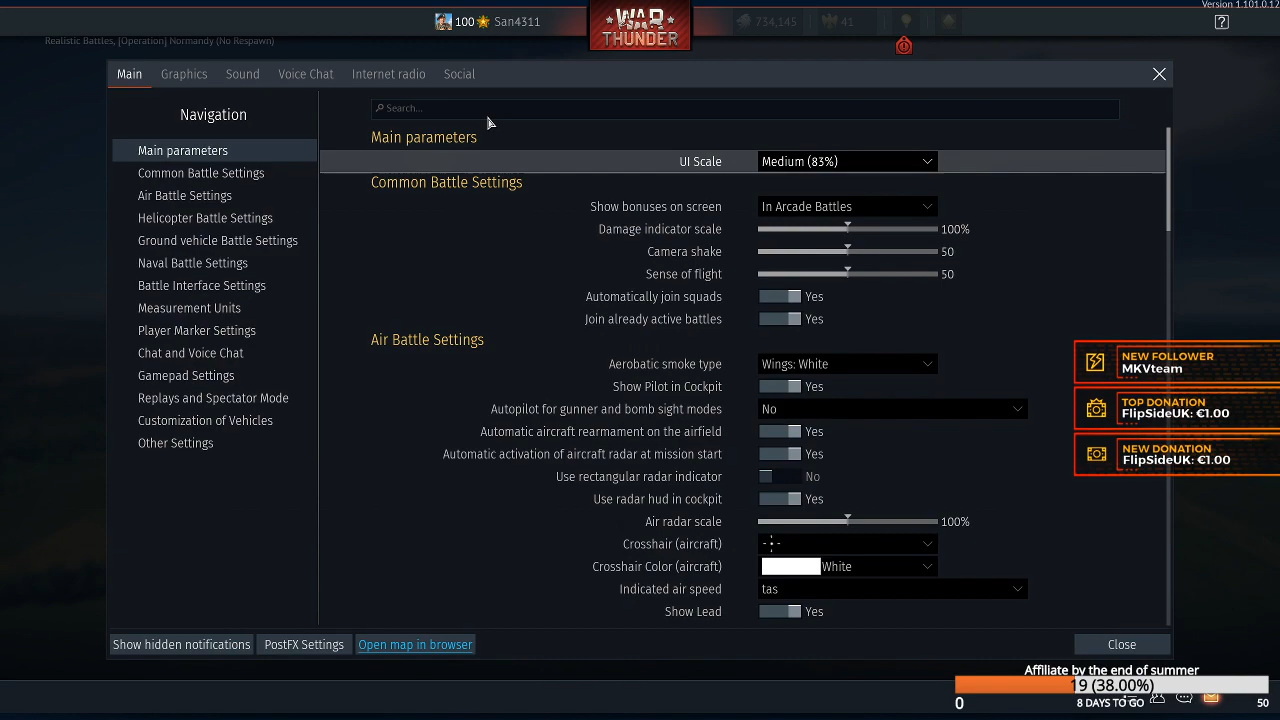 Version 1.101.0.12
100 San4311
WAR
THUNDER
734,145
41
Realistic Battles, [Operation] Normandy (No Respawn)
Main Graphics Sound Voice Chat Internet radio Social
Navigation
Main parameters
Common Battle Settings
Air Battle Settings
Helicopter Battle Settings
Ground vehicle Battle Settings
Naval Battle Settings
Battle Interface Settings
Measurement Units
Player Marker Settings
Chat and Voice Chat
Gamepad Settings
Replays and Spectator Mode
Customization of Vehicles
Other Settings
Search...
Main parameters
UI Scale Medium (83%)
Common Battle Settings
Show bonuses on screen In Arcade Battles
Damage indicator scale 100%
Camera shake 50
Sense of flight 50
Automatically join squads Yes
Join already active battles Yes
Air Battle Settings
Aerobatic smoke type Wings: White
Show Pilot in Cockpit Yes
Autopilot for gunner and bomb sight modes No
Automatic aircraft rearmament on the airfield Yes
Automatic activation of aircraft radar at mission start Yes
Use rectangular radar indicator No
Use radar hud in cockpit Yes
Air radar scale 100%
Crosshair (aircraft)
Crosshair Color (aircraft) White
Indicated air speed tas
Show Lead Yes
NEW FOLLOWER
MKVteam
TOP DONATION
FlipSideUK: €1.00
NEW DONATION
FlipSideUK: €1.00
Show hidden notifications PostFX Settings Open map in browser Close
Affiliate by the end of summer
19 (38.00%)
0 8 DAYS TO GO 50